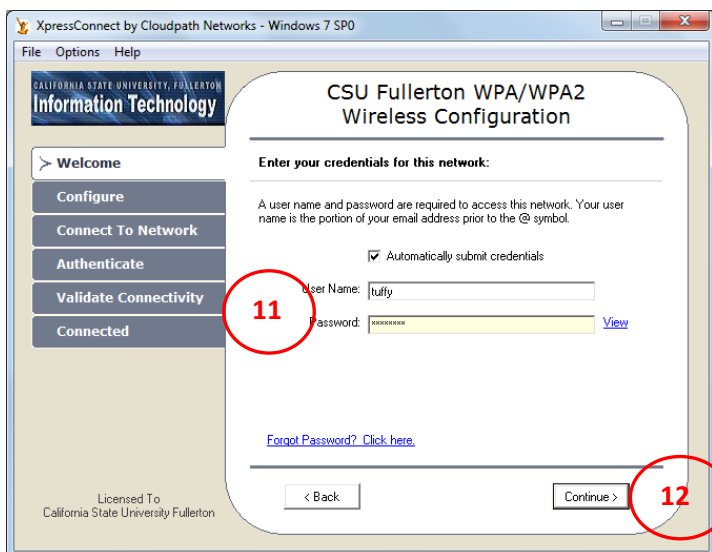 XpressConnect by Cloudpath Networks - Windows 7 SP0
File Options Help
CALIFORNIA STATE UNIVERSITY, FULLERTON
Information Technology
CSU Fullerton WPA/WPA2
Wireless Configuration
> Welcome
Configure
Connect To Network
Authenticate
Validate Connectivity
Connected
Enter your credentials for this network:
A user name and password are required to access this network. Your user
name is the portion of your email address prior to the @ symbol.
Automatically submit credentials
11
User Name: tuffy
Password: ******** View
Forgot Password? Click here.
< Back
Continue >
12
Licensed To
California State University Fullerton